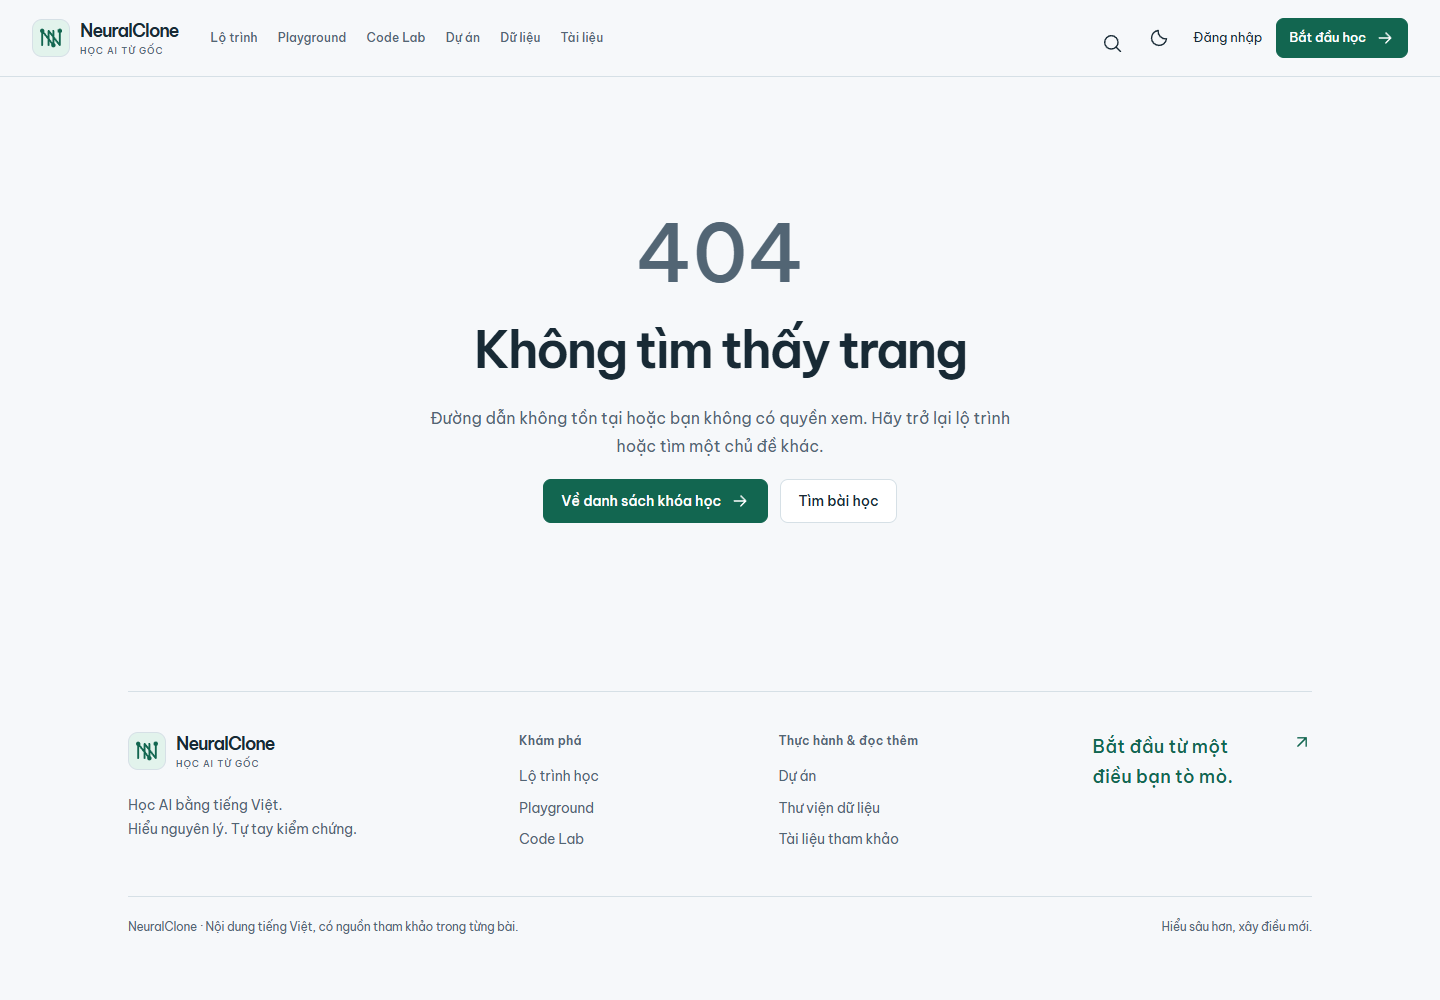 NeuralClone
HỌC AI TỪ GỐC
Lộ trình
Playground
Code Lab
Dự án
Dữ liệu
Tài liệu
Đăng nhập
Bắt đầu học
404
Không tìm thấy trang
Đường dẫn không tồn tại hoặc bạn không có quyền xem. Hãy trở lại lộ trình
hoặc tìm một chủ đề khác.
Về danh sách khóa học
Tìm bài học
NeuralClone
HỌC AI TỪ GỐC
Học AI bằng tiếng Việt.
Hiểu nguyên lý. Tự tay kiểm chứng.
Khám phá
Lộ trình học
Playground
Code Lab
Thực hành & đọc thêm
Dự án
Thư viện dữ liệu
Tài liệu tham khảo
Bắt đầu từ một
điều bạn tò mò.
NeuralClone · Nội dung tiếng Việt, có nguồn tham khảo trong từng bài.
Hiểu sâu hơn, xây điều mới.